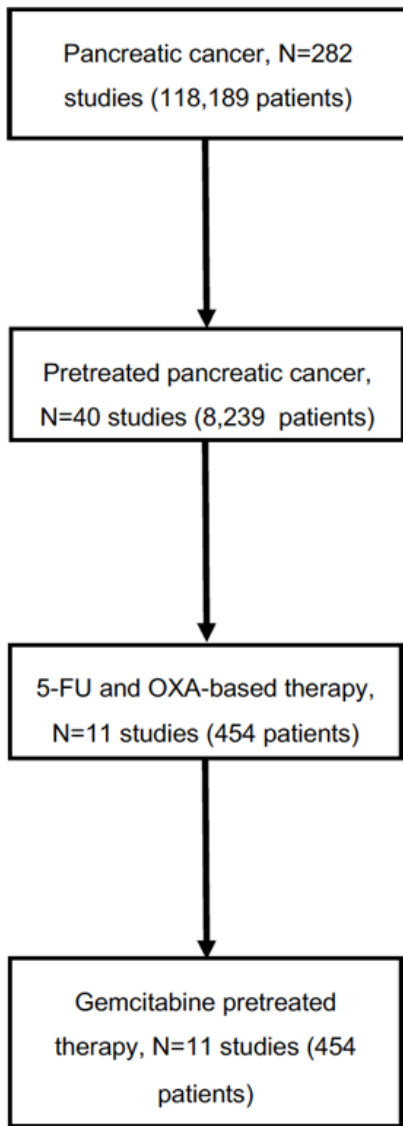 Pancreatic cancer, N=282
studies (118,189 patients)
Pretreated pancreatic cancer,
N=40 studies (8,239 patients)
5-FU and OXA-based therapy,
N=11 studies (454 patients)
Gemcitabine pretreated
therapy, N=11 studies (454
patients)